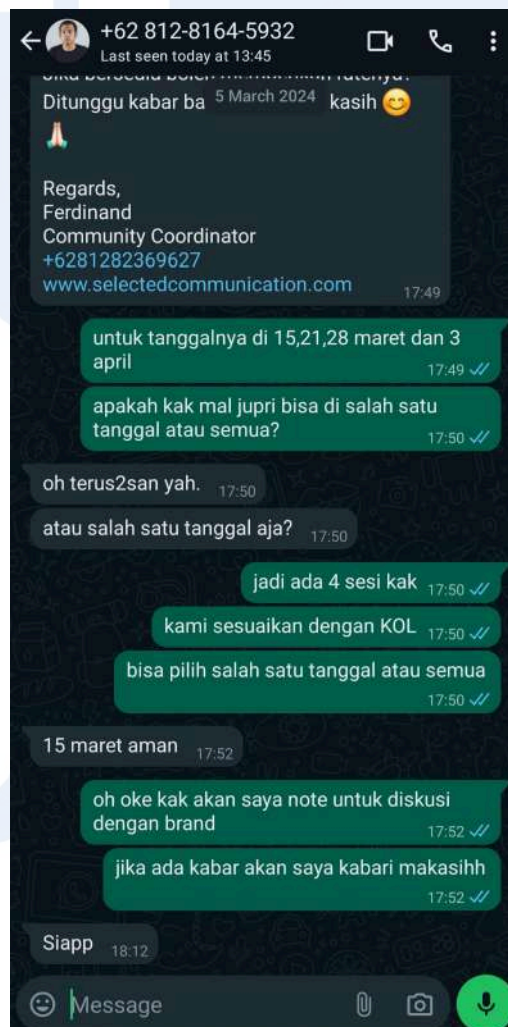 +62 812-8164-5932
Last seen today at 13:45
5 March 2024
Ditunggu kabar ba kasih 😊
🙏🏻
Regards,
Ferdinand
Community Coordinator
+6281282369627
www.selectedcommunication.com
17:49
untuk tanggalnya di 15,21,28 maret dan 3
april
17:49
apakah kak mal jupri bisa di salah satu
tanggal atau semua?
17:50
oh terus2san yah. 17:50
atau salah satu tanggal aja? 17:50
jadi ada 4 sesi kak 17:50
kami sesuaikan dengan KOL 17:50
bisa pilih salah satu tanggal atau semua
17:50
15 maret aman 17:52
oh oke kak akan saya note untuk diskusi
dengan brand
17:52
jika ada kabar akan saya kabari makasihh
17:52
Siapp 18:12
Message